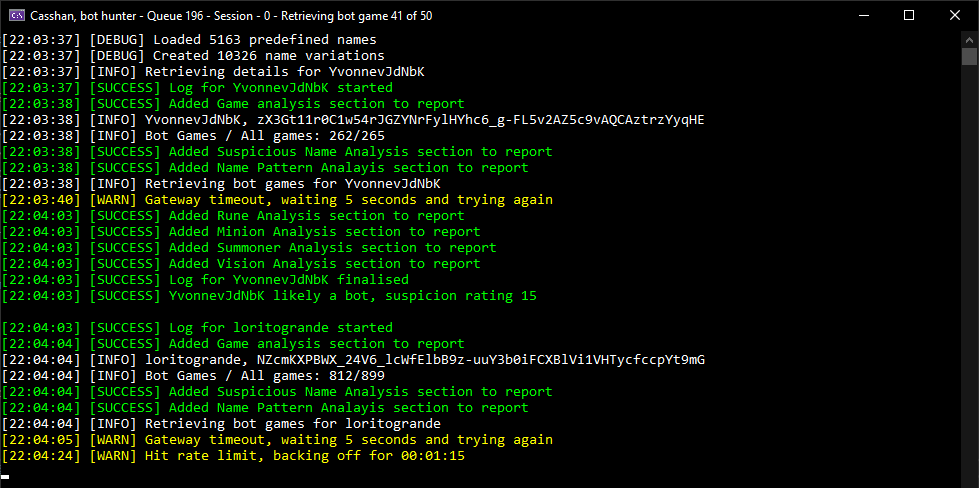 Casshan, bot hunter - Queue 196 - Session - 0 - Retrieving bot game 41 of 50
[22:03:37] [DEBUG] Loaded 5163 predefined names
[22:03:37] [DEBUG] Created 10326 name variations
[22:03:37] [INFO] Retrieving details for YvonnevJdNbK
[22:03:37] [SUCCESS] Log for YvonnevJdNbK started
[22:03:38] [SUCCESS] Added Game analysis section to report
[22:03:38] [INFO] YvonnevJdNbK, zX3Gt11r0C1w54rJGZYNrFylHYhc6_g-FL5v2AZ5c9vAQCAztrzYyqHE
[22:03:38] [INFO] Bot Games / All games: 262/265
[22:03:38] [SUCCESS] Added Suspicious Name Analysis section to report
[22:03:38] [SUCCESS] Added Name Pattern Analayis section to report
[22:03:38] [INFO] Retrieving bot games for YvonnevJdNbK
[22:03:40] [WARN] Gateway timeout, waiting 5 seconds and trying again
[22:04:03] [SUCCESS] Added Rune Analysis section to report
[22:04:03] [SUCCESS] Added Minion Analysis section to report
[22:04:03] [SUCCESS] Added Summoner Analysis section to report
[22:04:03] [SUCCESS] Added Vision Analysis section to report
[22:04:03] [SUCCESS] Log for YvonnevJdNbK finalised
[22:04:03] [SUCCESS] YvonnevJdNbK likely a bot, suspicion rating 15
[22:04:03] [SUCCESS] Log for loritogrande started
[22:04:04] [SUCCESS] Added Game analysis section to report
[22:04:04] [INFO] loritogrande, NZcmKXPBWX_24V6_lcWfElbB9z-uuY3b0iFCXBlVi1VHTycfccpYt9mG
[22:04:04] [INFO] Bot Games / All games: 812/899
[22:04:04] [SUCCESS] Added Suspicious Name Analysis section to report
[22:04:04] [SUCCESS] Added Name Pattern Analayis section to report
[22:04:04] [INFO] Retrieving bot games for loritogrande
[22:04:05] [WARN] Gateway timeout, waiting 5 seconds and trying again
[22:04:24] [WARN] Hit rate limit, backing off for 00:01:15